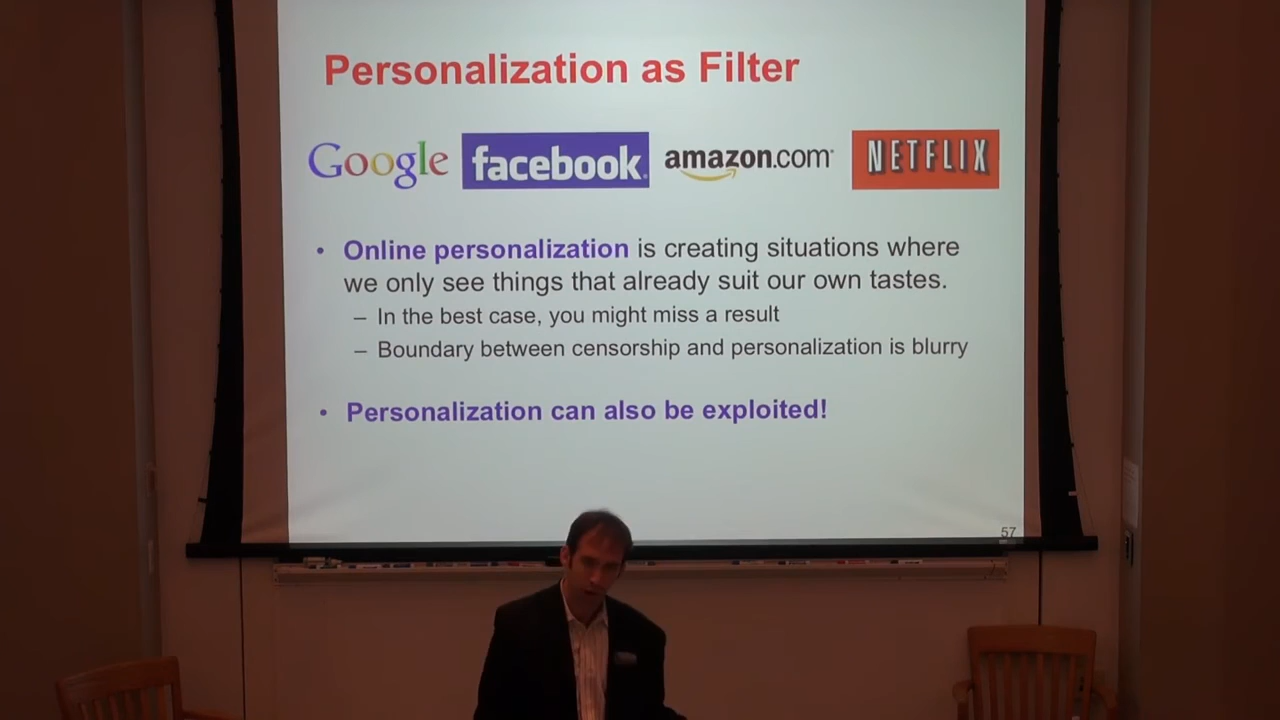 Personalization as Filter
Google facebook. amazon.com NETFLIX
• Online personalization is creating situations where
we only see things that already suit our own tastes.
– In the best case, you might miss a result
– Boundary between censorship and personalization is blurry
• Personalization can also be exploited!
57